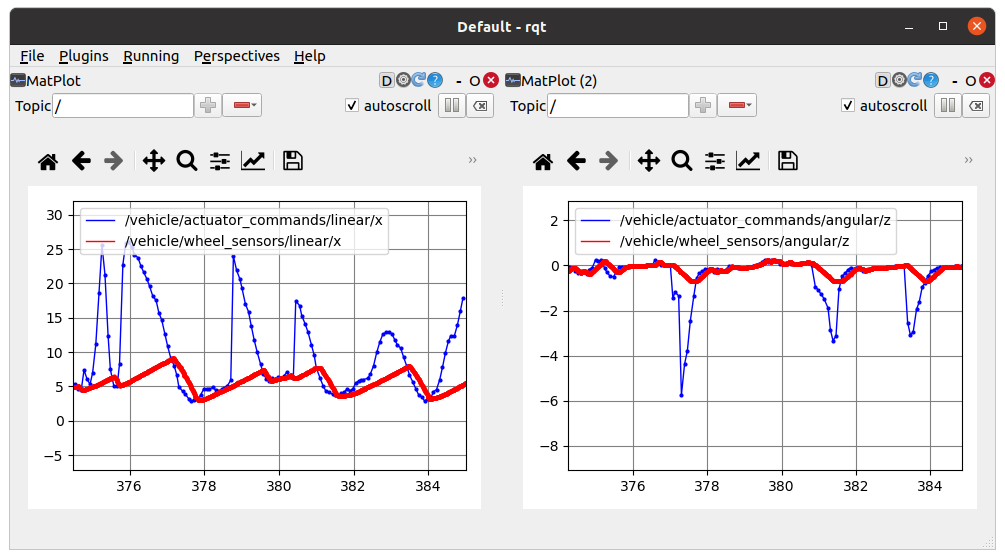 Default - rqt
File Plugins Running Perspectives Help
MatPlot D ? - O
Topic / autoscroll
/vehicle/actuator_commands/linear/x
/vehicle/wheel_sensors/linear/x
30
25
20
15
10
5
0
−5
376 378 380 382 384
MatPlot (2) D ? - O
Topic / autoscroll
/vehicle/actuator_commands/angular/z
/vehicle/wheel_sensors/angular/z
2
0
−2
−4
−6
−8
376 378 380 382 384